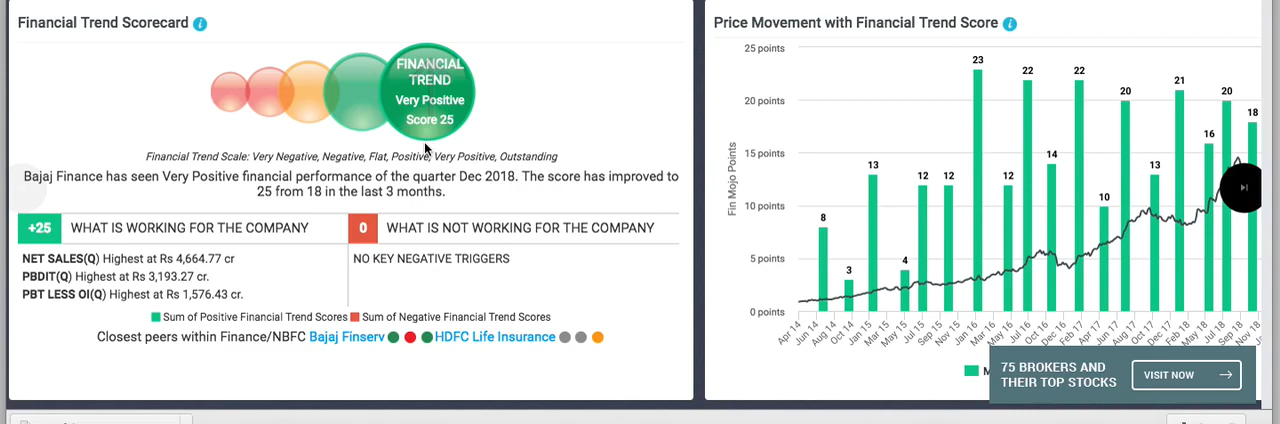 Financial Trend Scorecard
FINANCIAL
TREND
Very Positive
Score 25
Financial Trend Scale: Very Negative, Negative, Flat, Positive, Very Positive, Outstanding
Bajaj Finance has seen Very Positive financial performance of the quarter Dec 2018. The score has improved to
25 from 18 in the last 3 months.
+25 WHAT IS WORKING FOR THE COMPANY
NET SALES(Q) Highest at Rs 4,664.77 cr
PBDIT(Q) Highest at Rs 3,193.27 cr.
PBT LESS OI(Q) Highest at Rs 1,576.43 cr.
0 WHAT IS NOT WORKING FOR THE COMPANY
NO KEY NEGATIVE TRIGGERS
Sum of Positive Financial Trend Scores Sum of Negative Financial Trend Scores
Closest peers within Finance/NBFC Bajaj Finserv HDFC Life Insurance
Price Movement with Financial Trend Score
Fin Mojo Points
25 points
20 points
15 points
10 points
5 points
0 points
8
3
13
4
12
12
23
12
22
14
22
10
20
13
21
16
20
18
Apr 14
Jun 14
Aug 14
Oct 14
Jan 15
Mar 15
May 15
Jul 15
Sep 15
Nov 15
Jan 16
Mar 16
May 16
Jul 16
Oct 16
Dec 16
Feb 17
Apr 17
Jun 17
Aug 17
Oct 17
Dec 17
Feb 18
May 18
Jul 18
Sep 18
Nov 18
75 BROKERS AND
THEIR TOP STOCKS
VISIT NOW